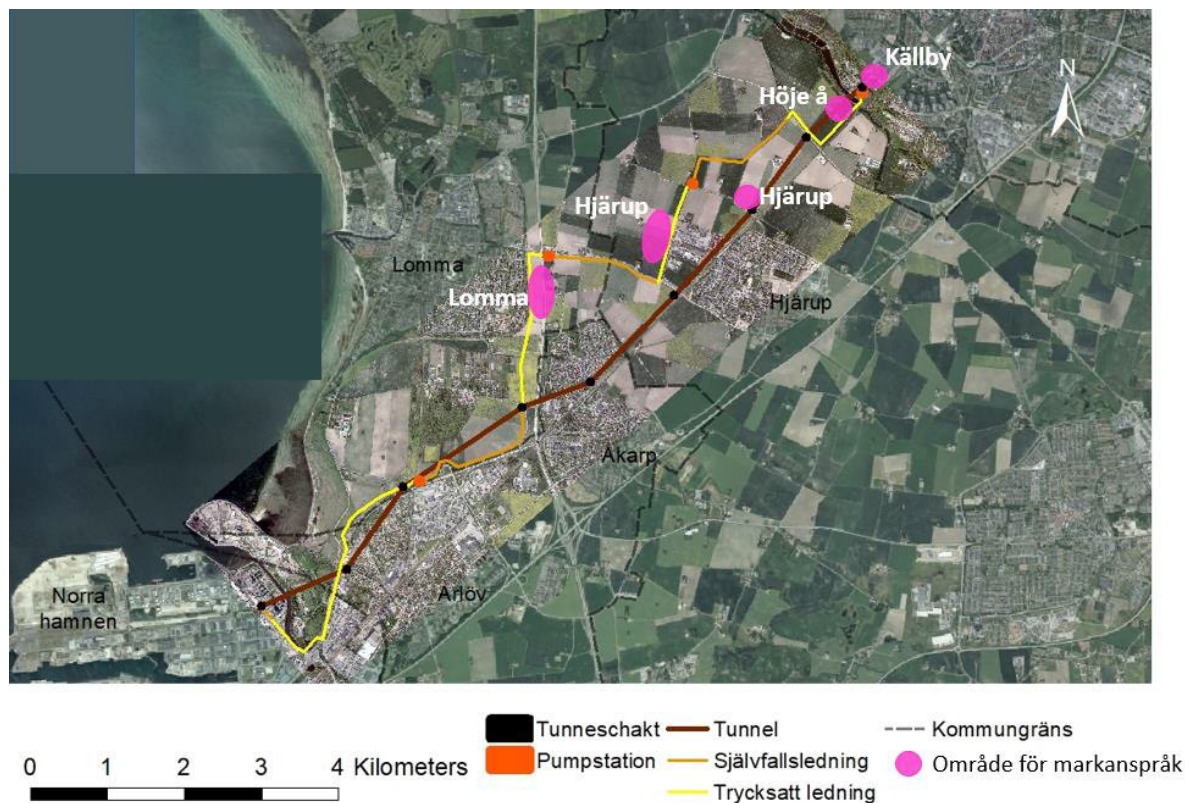 Källby
N
Höje å
Hjärup
Hjärup
Lomma
Lomma
Hjärup
Åkarp
Arlöv
Norra
hamnen
0 1 2 3 4 Kilometers
Tunneschakt
Pumpstation
Tunnel
Självfallsledning
Trycksatt ledning
Kommungräns
Område för markanspråk